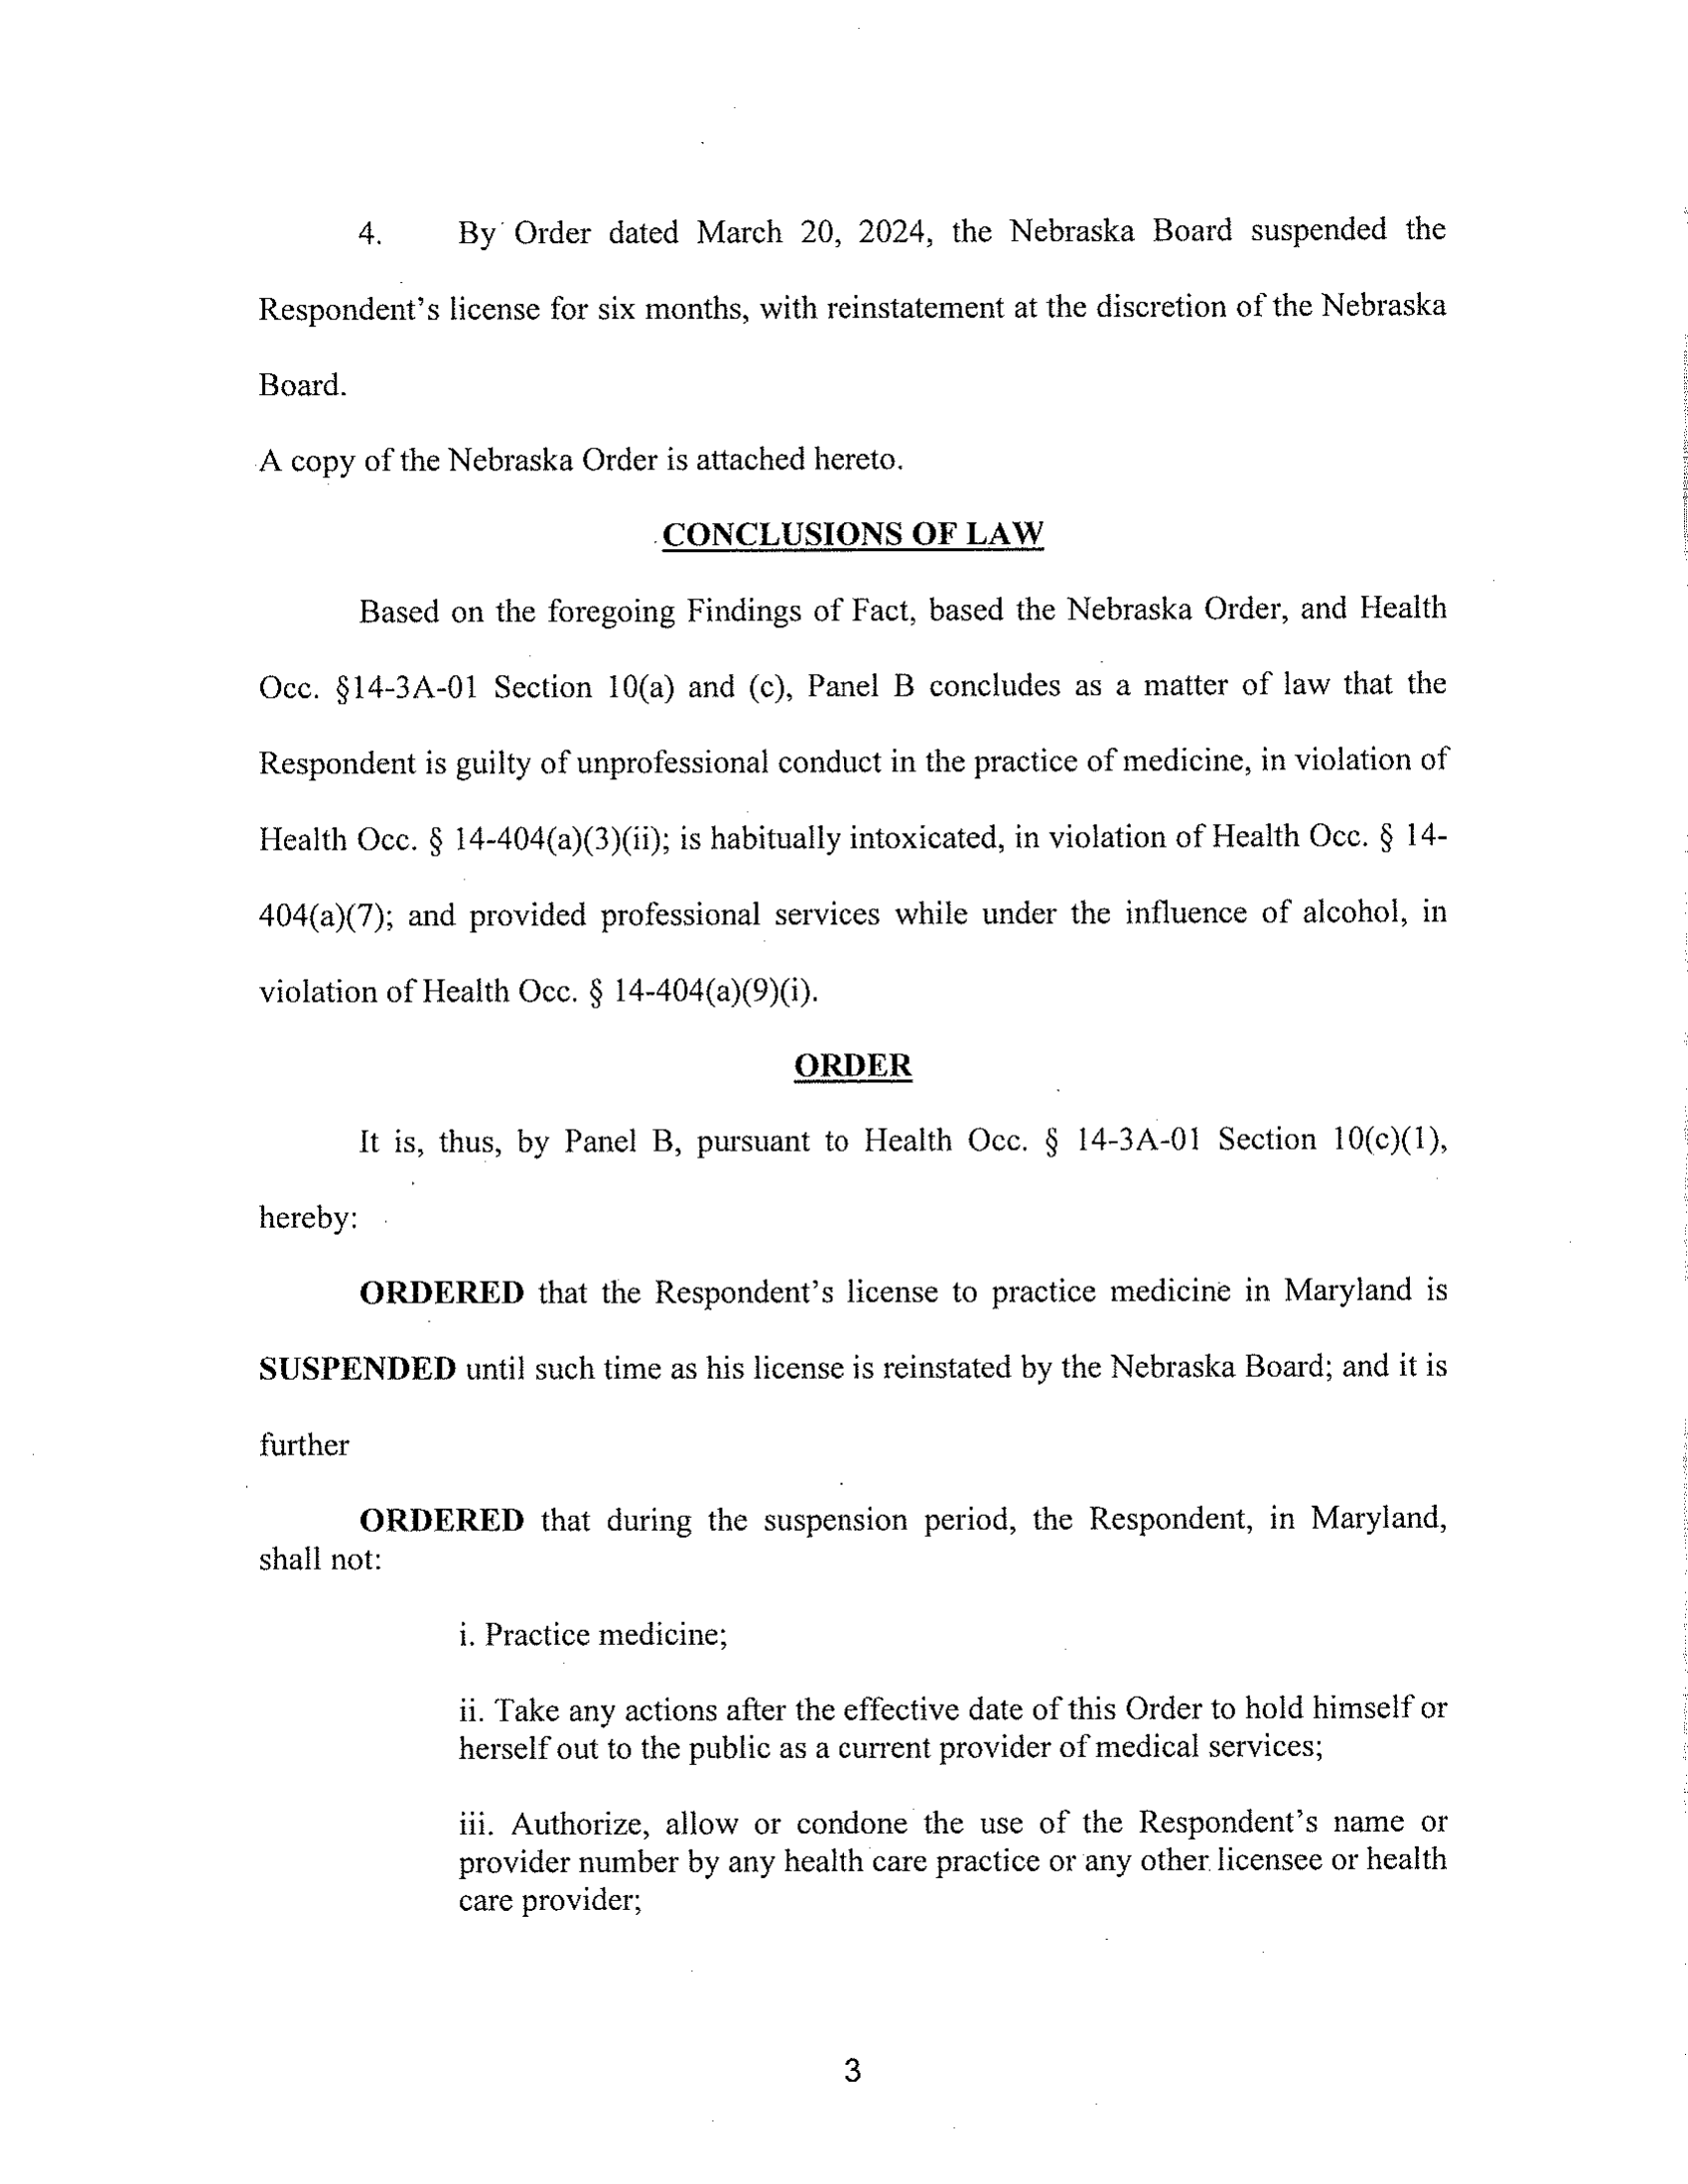 4. By Order dated March 20, 2024, the Nebraska Board suspended the
Respondent's license for six months, with reinstatement at the discretion of the Nebraska
Board.
A copy of the Nebraska Order is attached hereto.
CONCLUSIONS OF LAW
Based on the foregoing Findings of Fact, based the Nebraska Order, and Health
Occ. §14-3A-01 Section 10(a) and (c), Panel B concludes as a matter of law that the
Respondent is guilty of unprofessional conduct in the practice of medicine, in violation of
Health Occ. § 14-404(a)(3)(ii); is habitually intoxicated, in violation of Health Occ. § 14-
404(a)(7); and provided professional services while under the influence of alcohol, in
violation of Health Occ. § 14-404(a)(9)(i).
ORDER
It is, thus, by Panel B, pursuant to Health Occ. § 14-3A-01 Section 10(c)(1),
hereby:
ORDERED that the Respondent's license to practice medicine in Maryland is
SUSPENDED until such time as his license is reinstated by the Nebraska Board; and it is
further
ORDERED that during the suspension period, the Respondent, in Maryland,
shall not:
i. Practice medicine;
ii. Take any actions after the effective date of this Order to hold himself or
herself out to the public as a current provider of medical services;
iii. Authorize, allow or condone the use of the Respondent's name or
provider number by any health care practice or any other licensee or health
care provider;
3